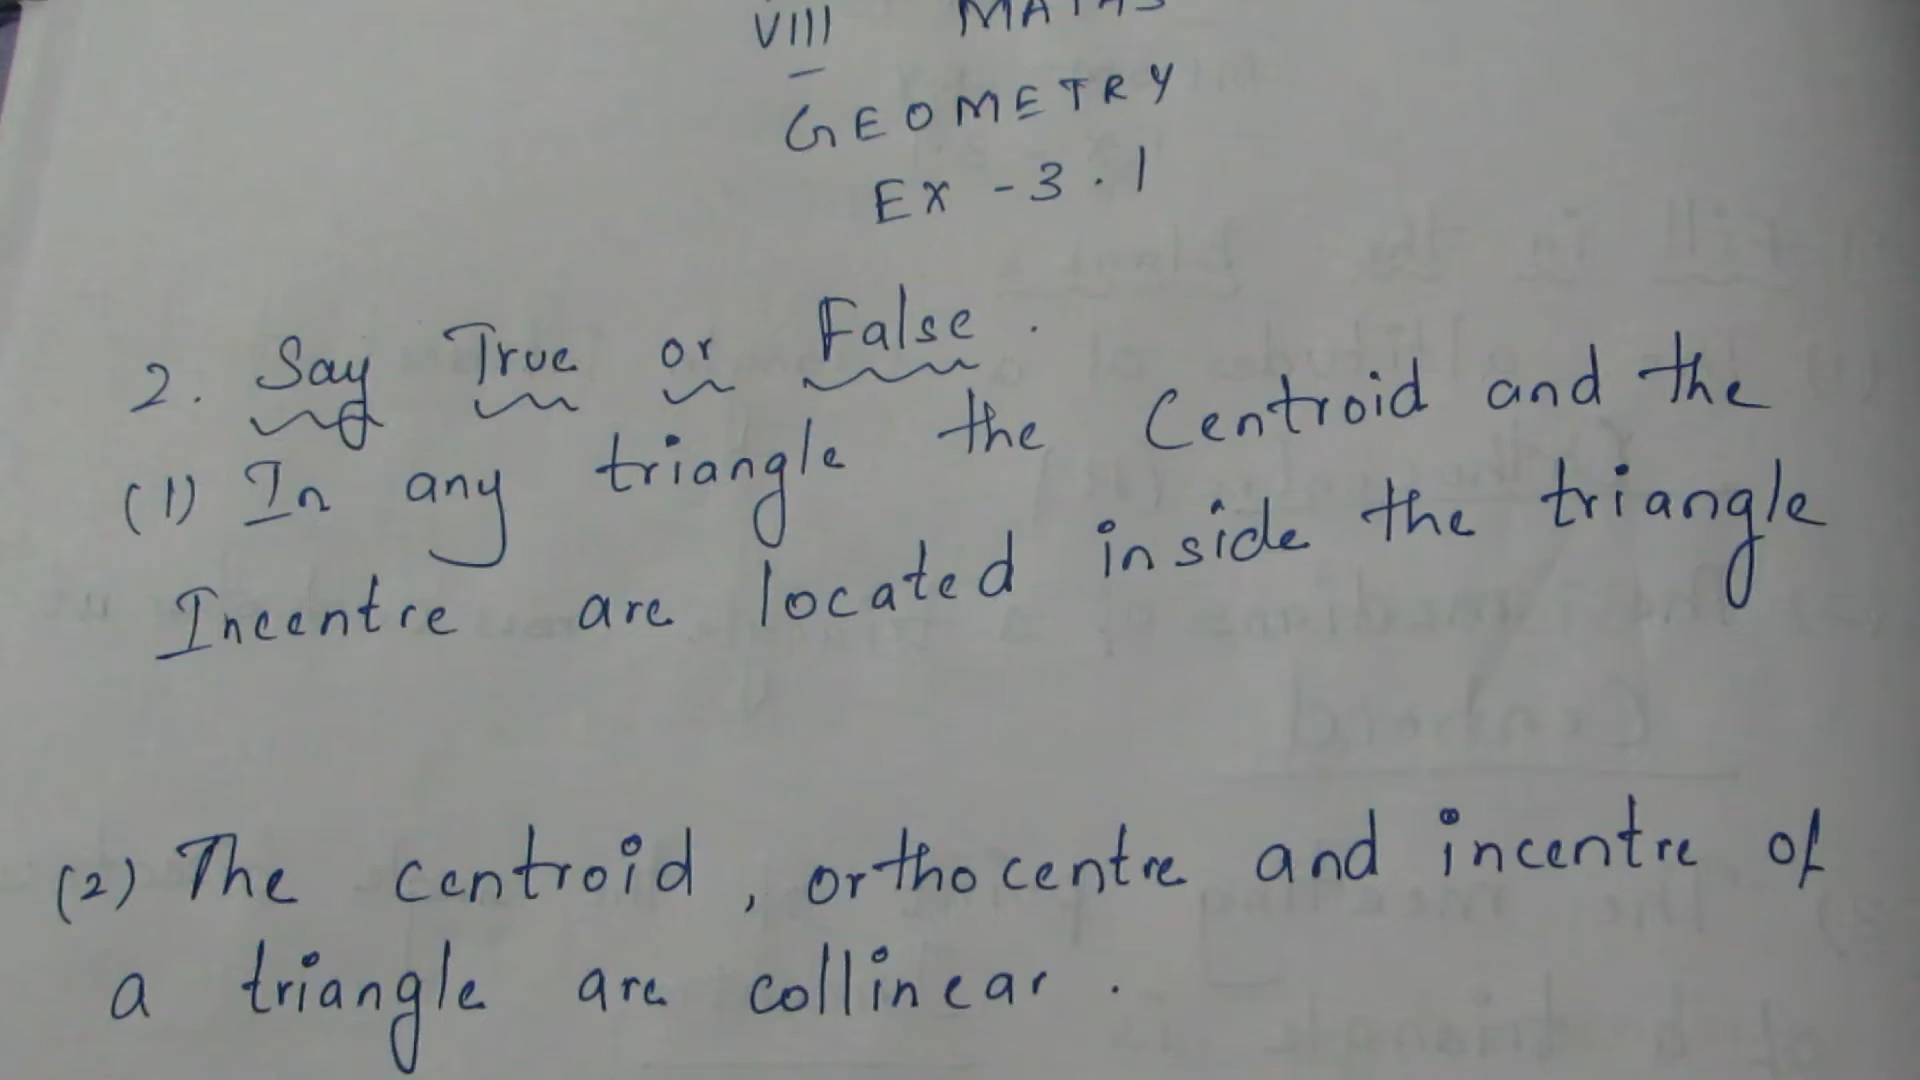 VIII MATHS
GEOMETRY
Ex - 3.1
2. Say True or False.
(1) In any triangle the Centroid and the
Incentre are located inside the triangle
(2) The centroid, orthocentre and incentre of
a triangle are collinear.